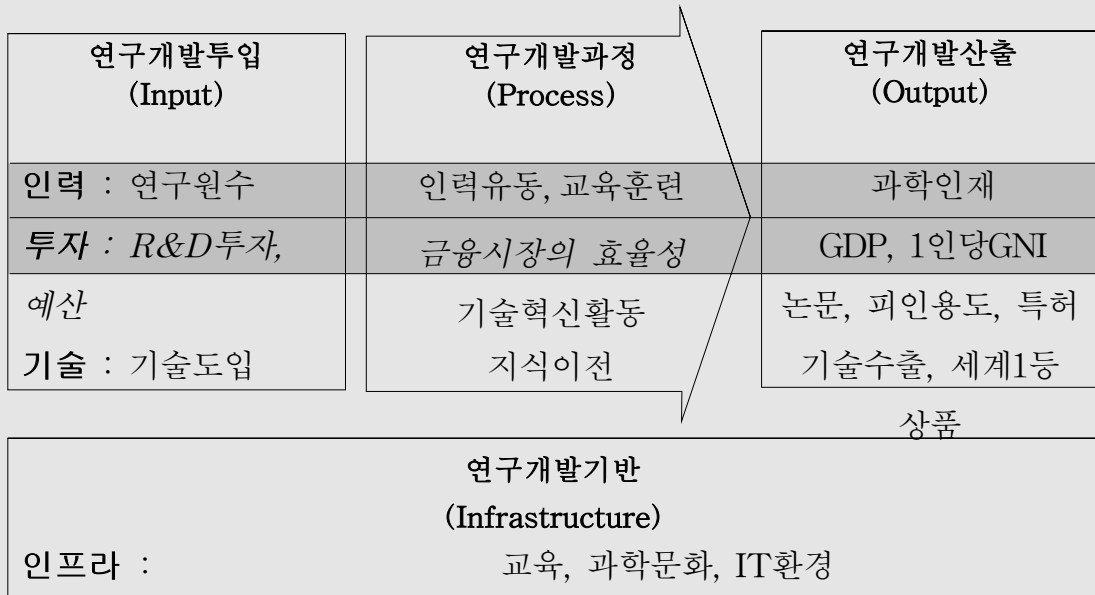 연구개발투입
(Input)
연구개발과정
(Process)
연구개발산출
(Output)
인력 : 연구원수
인력유동, 교육훈련
과학인재
투자 : R&D투자,
금융시장의 효율성
GDP, 1인당GNI
예산
기술혁신활동
논문, 피인용도, 특허
기술 : 기술도입
지식이전
기술수출, 세계1등
상품
연구개발기반
(Infrastructure)
인프라 :
교육, 과학문화, IT환경